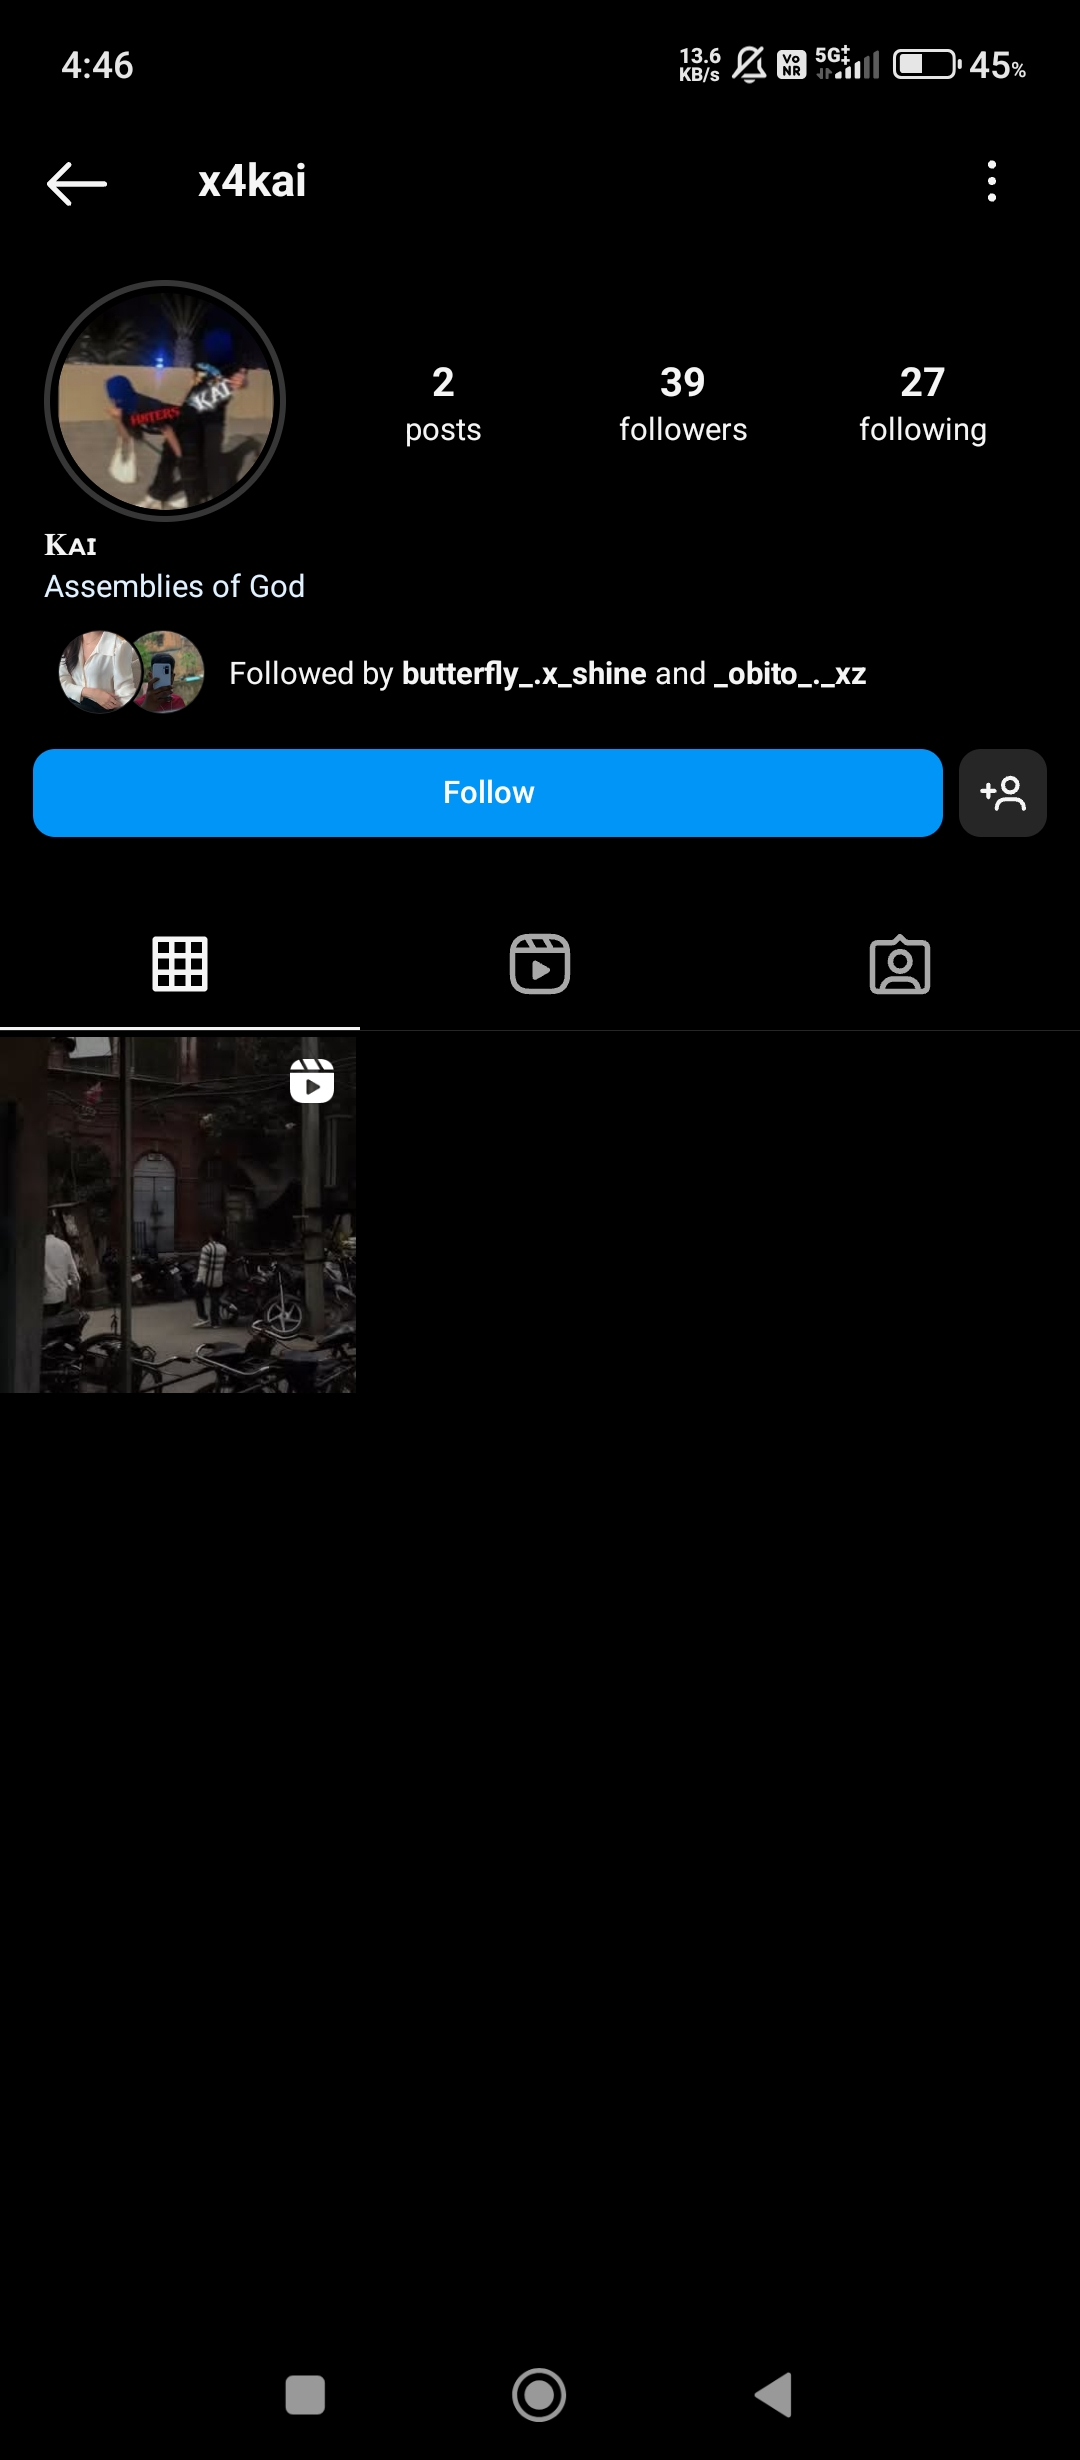 4:46
13.6
KB/s
Vo
NR
5G‡
45%
x4kai
HATERS
KAI
2
posts
39
followers
27
following
Kᴀɪ
Assemblies of God
Followed by butterfly_.x_shine and _obito_._xz
Follow